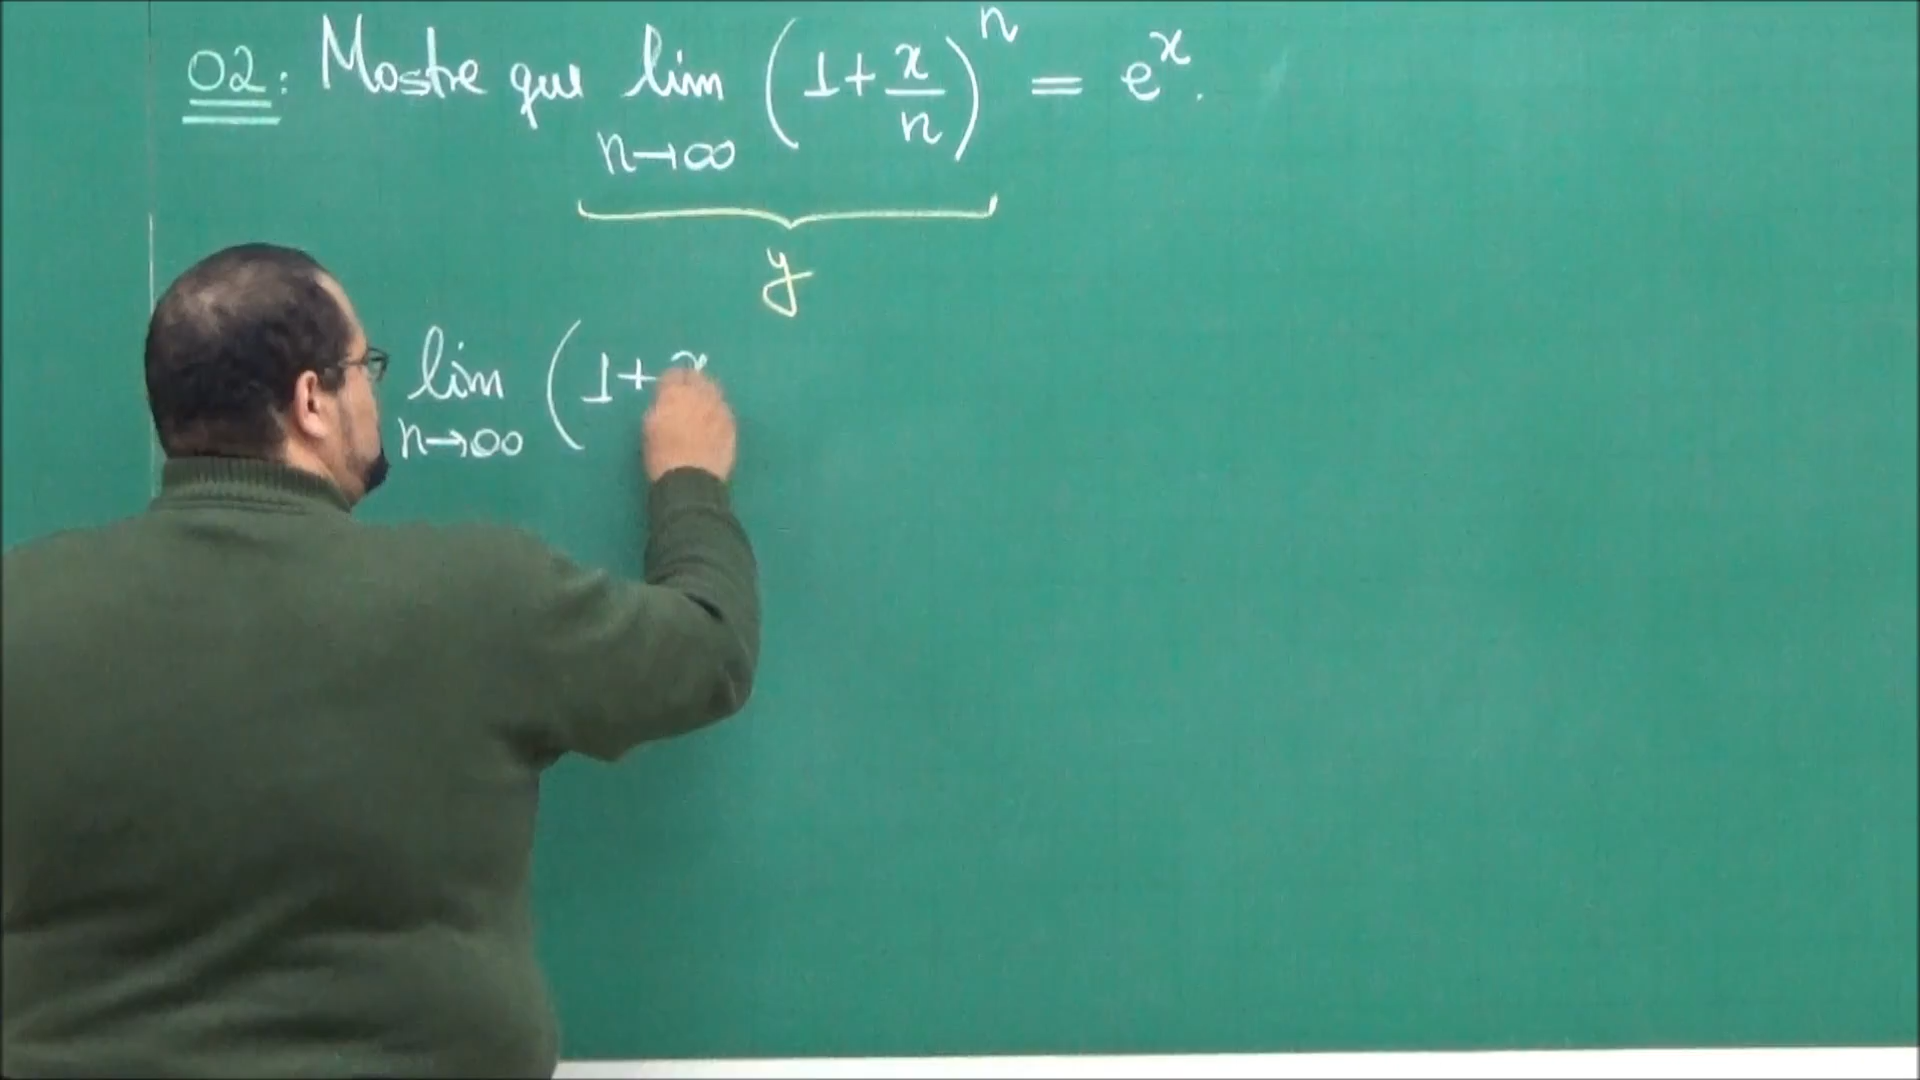 02: Mostre que lim n→∞ (1 + x/n)^n = e^x.
y
lim n→∞ (1 + x